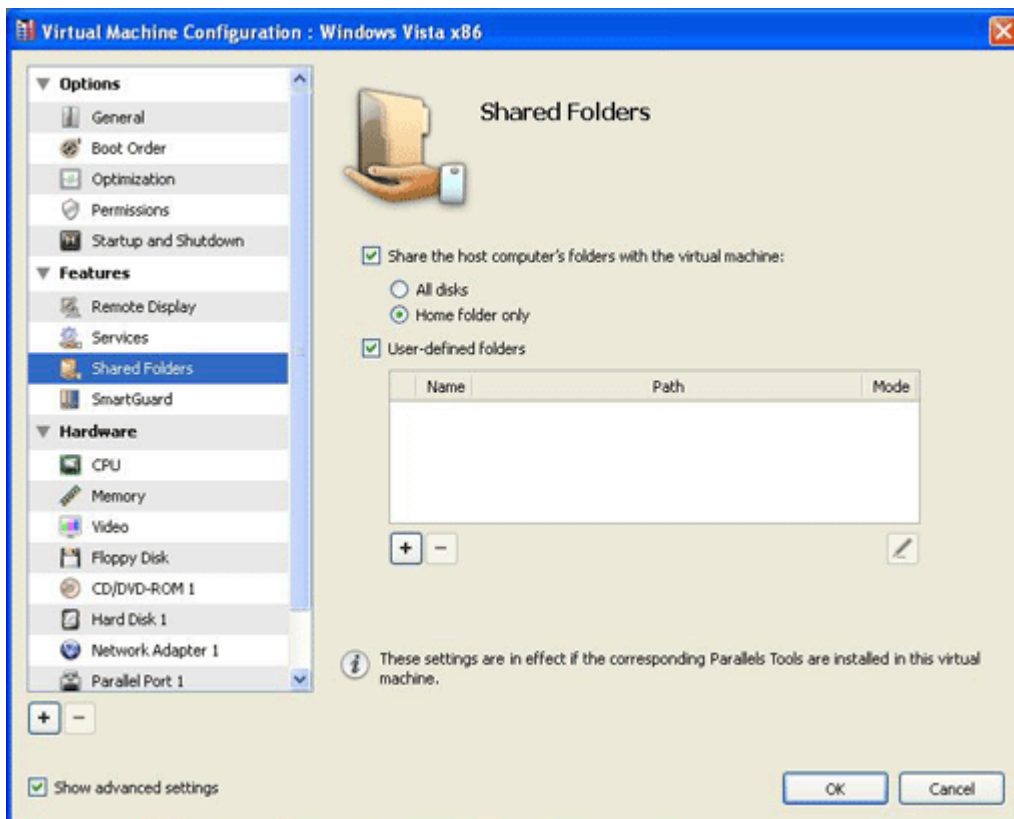 Virtual Machine Configuration : Windows Vista x86
Options
General
Boot Order
Optimization
Permissions
Startup and Shutdown
Features
Remote Display
Services
Shared Folders
SmartGuard
Hardware
CPU
Memory
Video
Floppy Disk
CD/DVD-ROM 1
Hard Disk 1
Network Adapter 1
Parallel Port 1
Show advanced settings
Shared Folders
Share the host computer's folders with the virtual machine:
All disks
Home folder only
User-defined folders
Name Path Mode
These settings are in effect if the corresponding Parallels Tools are installed in this virtual
machine.
OK Cancel